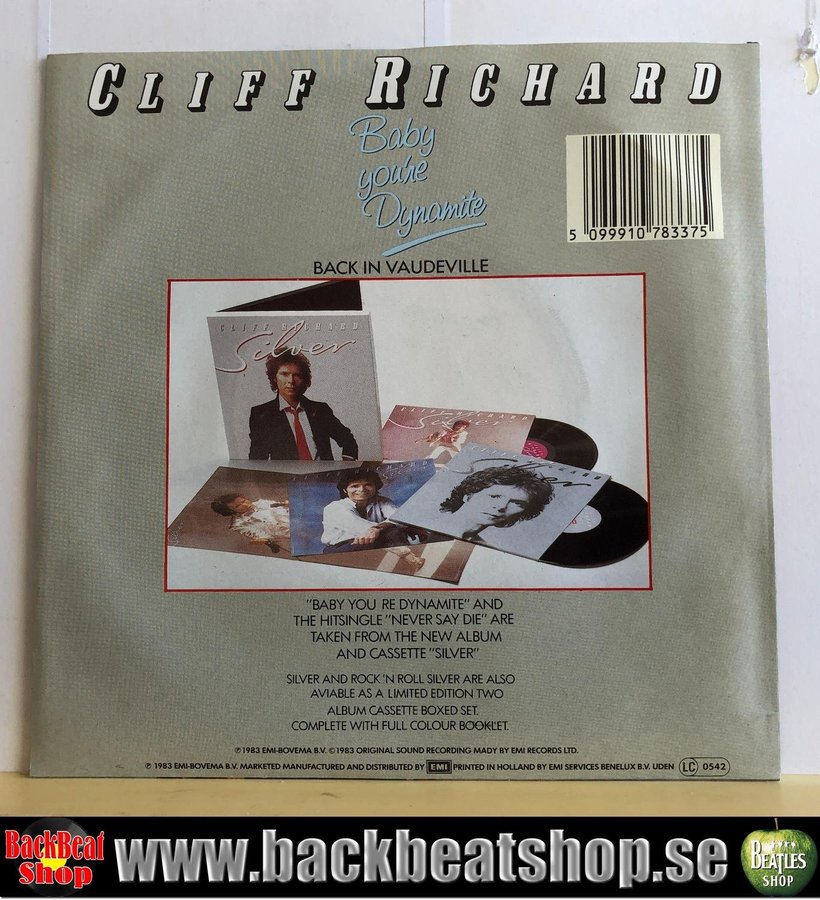 CLIFF RICHARD
Baby
you're
Dynamite
5 099910 783375
BACK IN VAUDEVILLE
CLIFF RICHARD
Silver
CLIFF RICHARD
Silver
RICHARD
Silver
"BABY YOU RE DYNAMITE" AND
THE HITSINGLE "NEVER SAY DIE" ARE
TAKEN FROM THE NEW ALBUM
AND CASSETTE "SILVER"
SILVER AND ROCK 'N ROLL SILVER ARE ALSO
AVIABLE AS A LIMITED EDITION TWO
ALBUM CASSETTE BOXED SET.
COMPLETE WITH FULL COLOUR BOOKLET.
℗ 1983 EMI-BOVEMA B.V. © 1983 ORIGINAL SOUND RECORDING MADY BY EMI RECORDS LTD.
℗ 1983 EMI-BOVEMA B.V. MARKETED MANUFACTURED AND DISTRIBUTED BY EMI PRINTED IN HOLLAND BY EMI SERVICES BENELUX B.V. UDEN LC 0542
BackBeat
Shop
www.backbeatshop.se
BEATLES
SHOP